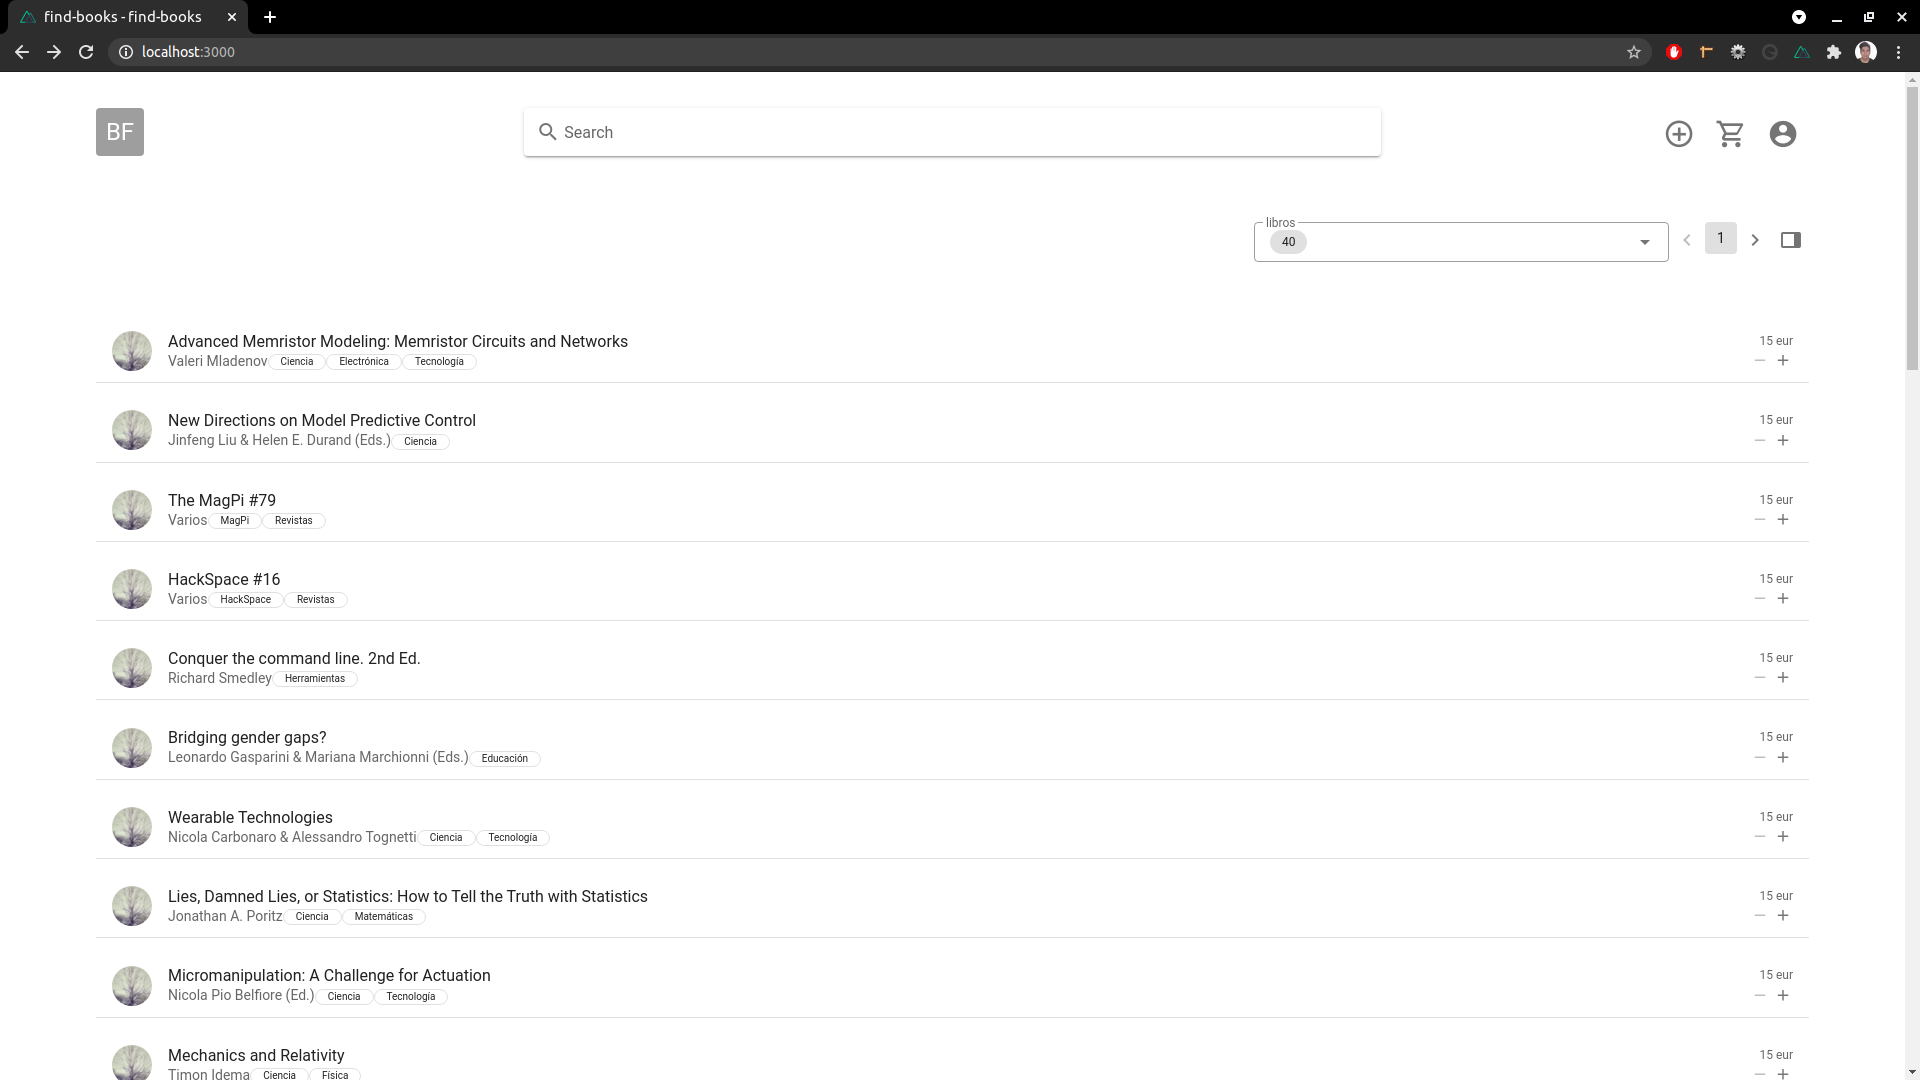 find-books - find-books
localhost:3000
BF
Search
libros
40
1
Advanced Memristor Modeling: Memristor Circuits and Networks
15 eur
Valeri Mladenov Ciencia Electrónica Tecnología
New Directions on Model Predictive Control
15 eur
Jinfeng Liu & Helen E. Durand (Eds.) Ciencia
The MagPi #79
15 eur
Varios MagPi Revistas
HackSpace #16
15 eur
Varios HackSpace Revistas
Conquer the command line. 2nd Ed.
15 eur
Richard Smedley Herramientas
Bridging gender gaps?
15 eur
Leonardo Gasparini & Mariana Marchionni (Eds.) Educación
Wearable Technologies
15 eur
Nicola Carbonaro & Alessandro Tognetti Ciencia Tecnología
Lies, Damned Lies, or Statistics: How to Tell the Truth with Statistics
15 eur
Jonathan A. Poritz Ciencia Matemáticas
Micromanipulation: A Challenge for Actuation
15 eur
Nicola Pio Belfiore (Ed.) Ciencia Tecnología
Mechanics and Relativity
15 eur
Timon Idema Ciencia Física